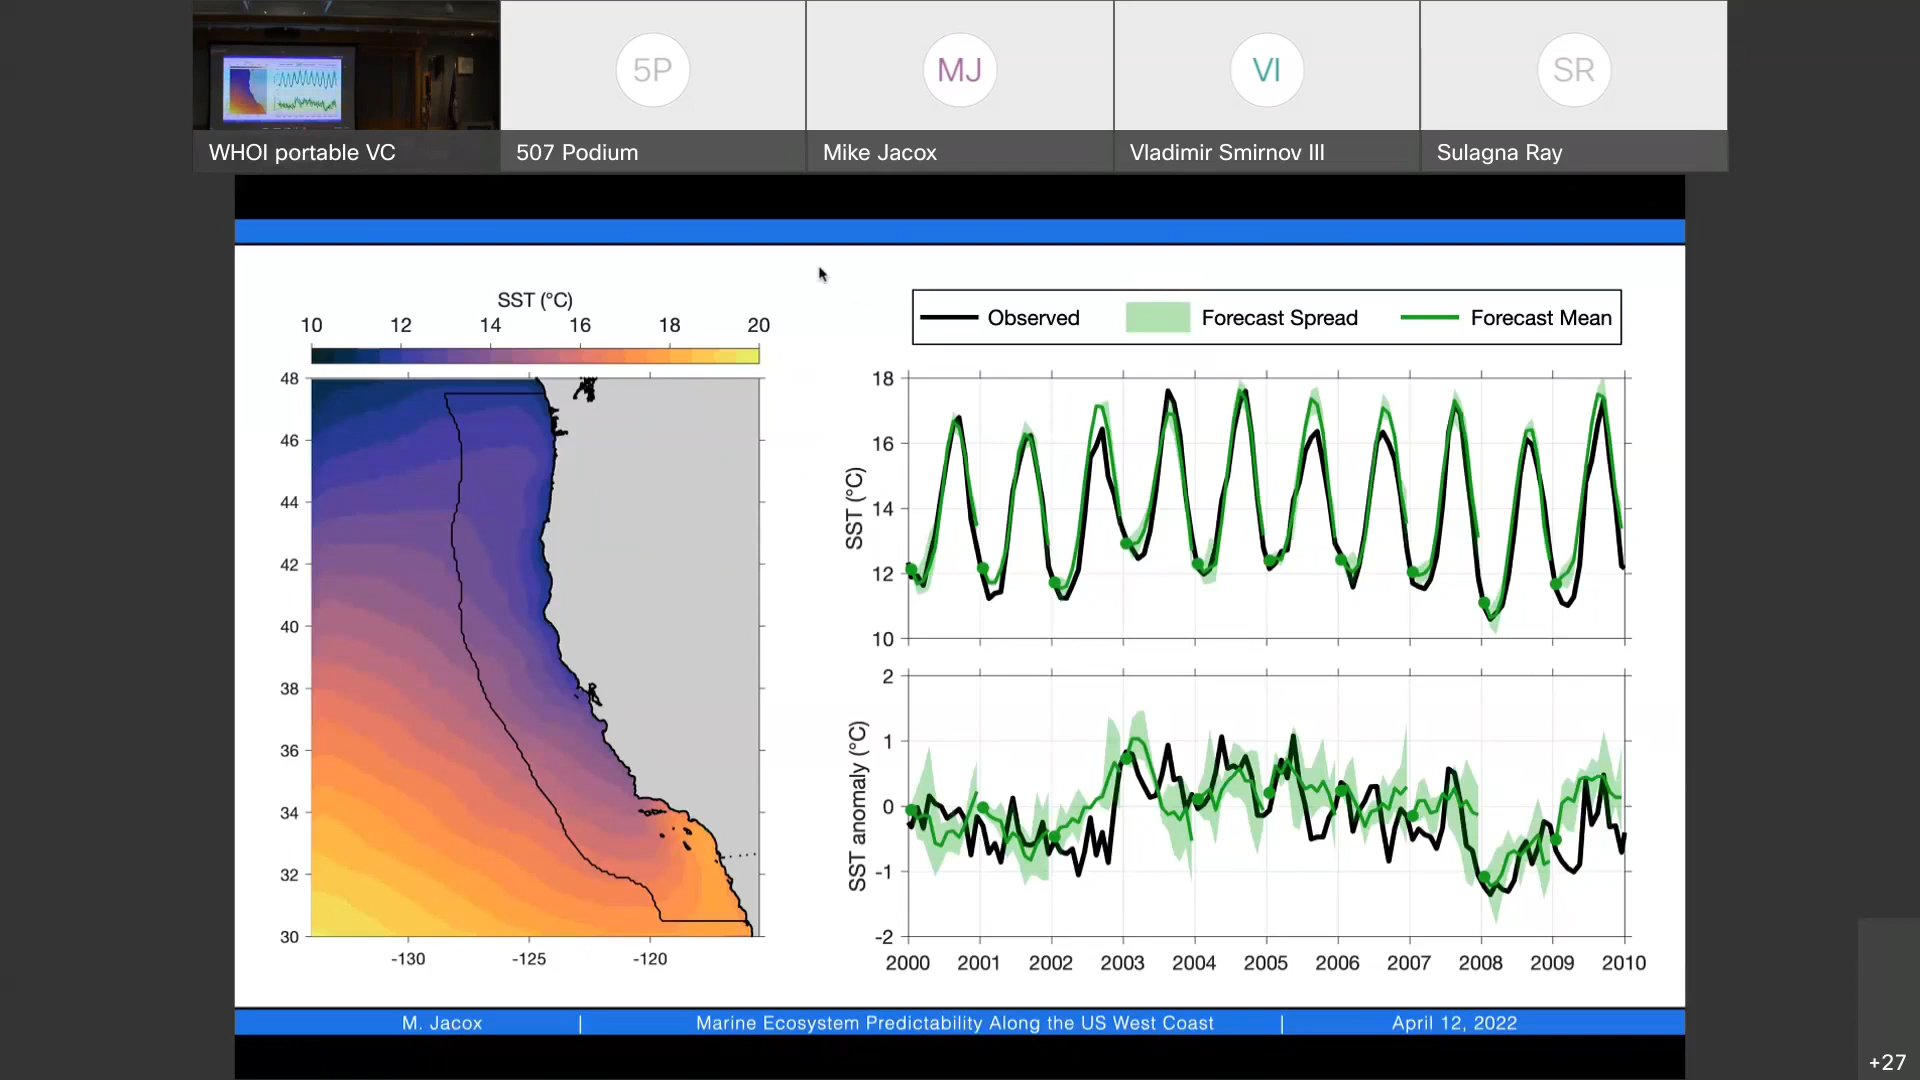 5P
MJ
VI
SR
WHOI portable VC
507 Podium
Mike Jacox
Vladimir Smirnov III
Sulagna Ray
SST (°C)
10 12 14 16 18 20
48
46
44
42
40
38
36
34
32
30
-130 -125 -120
Observed Forecast Spread Forecast Mean
SST (°C)
18
16
14
12
10
SST anomaly (°C)
2
1
0
-1
-2
2000 2001 2002 2003 2004 2005 2006 2007 2008 2009 2010
M. Jacox | Marine Ecosystem Predictability Along the US West Coast | April 12, 2022
+27